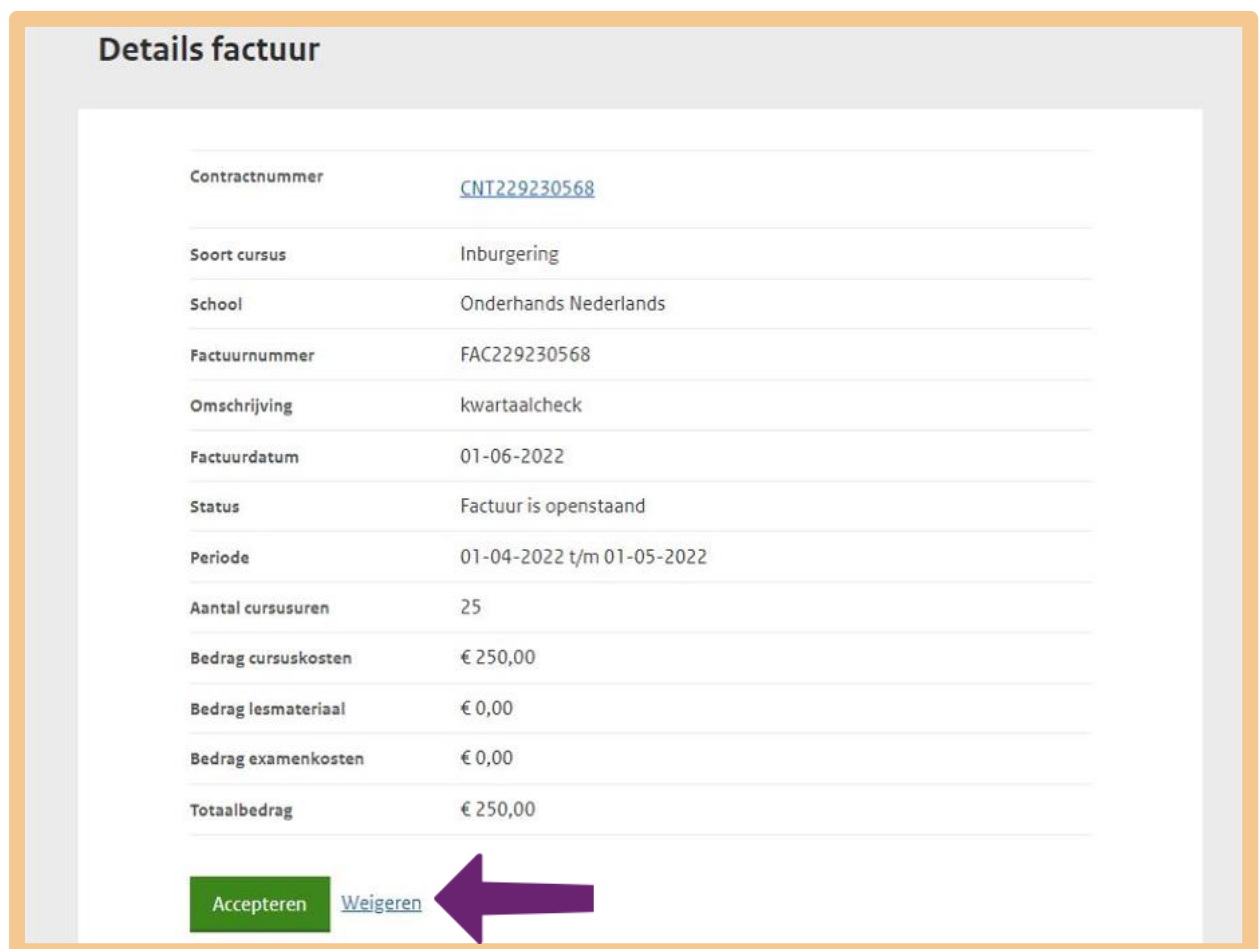 Details factuur
Contractnummer CNT229230568
Soort cursus Inburgering
School Onderhands Nederlands
Factuurnummer FAC229230568
Omschrijving kwartaalcheck
Factuurdatum 01-06-2022
Status Factuur is openstaand
Periode 01-04-2022 t/m 01-05-2022
Aantal cursusuren 25
Bedrag cursuskosten € 250,00
Bedrag lesmateriaal € 0,00
Bedrag examenkosten € 0,00
Totaalbedrag € 250,00
Accepteren Weigeren